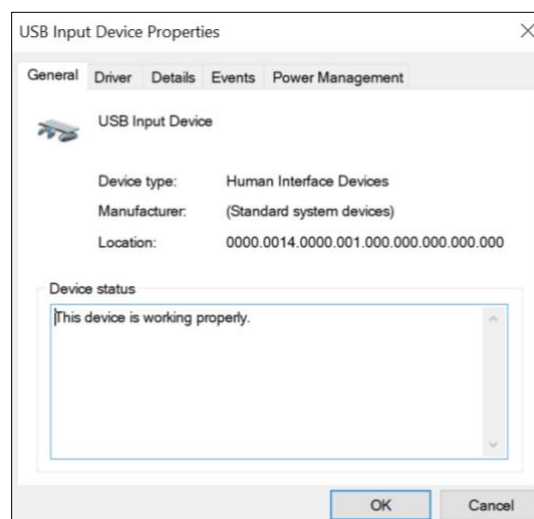 USB Input Device Properties
General Driver Details Events Power Management
USB Input Device
Device type: Human Interface Devices
Manufacturer: (Standard system devices)
Location: 0000.0014.0000.001.000.000.000.000.000
Device status
This device is working properly.
OK Cancel